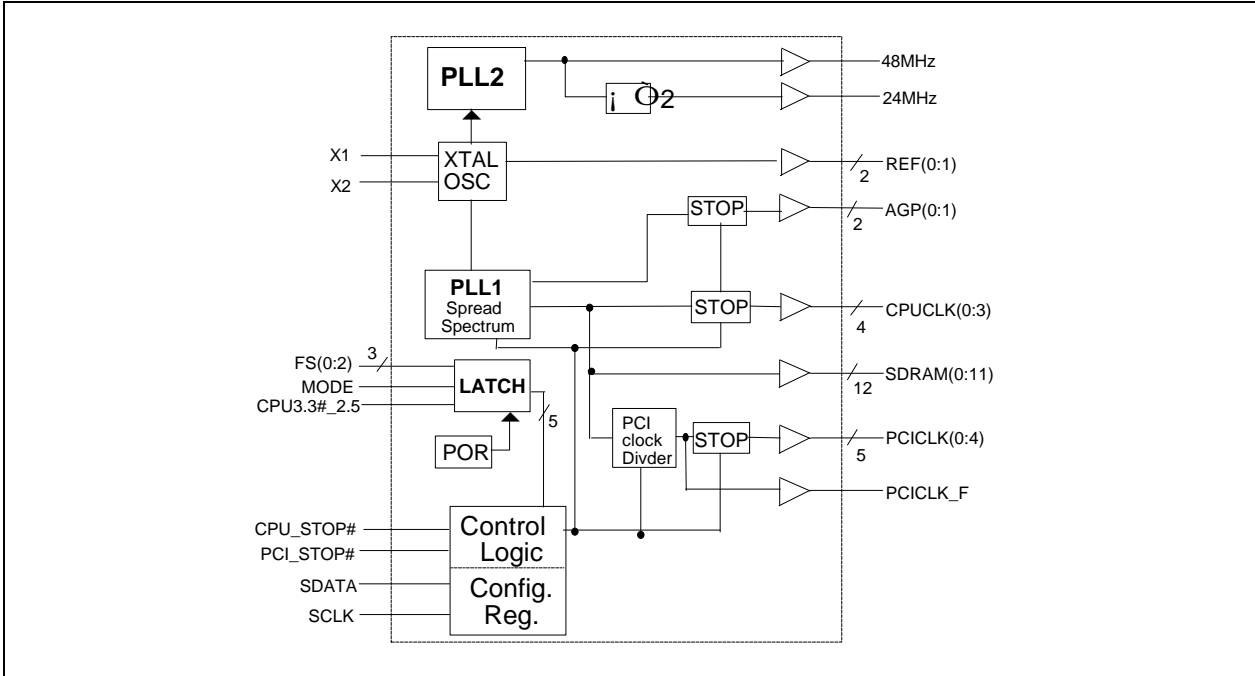 PLL2
48MHz
¡ Ò2
24MHz
X1
X2
XTAL
OSC
2
REF(0:1)
STOP
2
AGP(0:1)
PLL1
Spread
Spectrum
STOP
4
CPUCLK(0:3)
FS(0:2)
3
MODE
CPU3.3#_2.5
LATCH
5
12
SDRAM(0:11)
POR
PCI
clock
Divder
STOP
5
PCICLK(0:4)
PCICLK_F
CPU_STOP#
PCI_STOP#
Control
Logic
SDATA
SCLK
Config.
Reg.